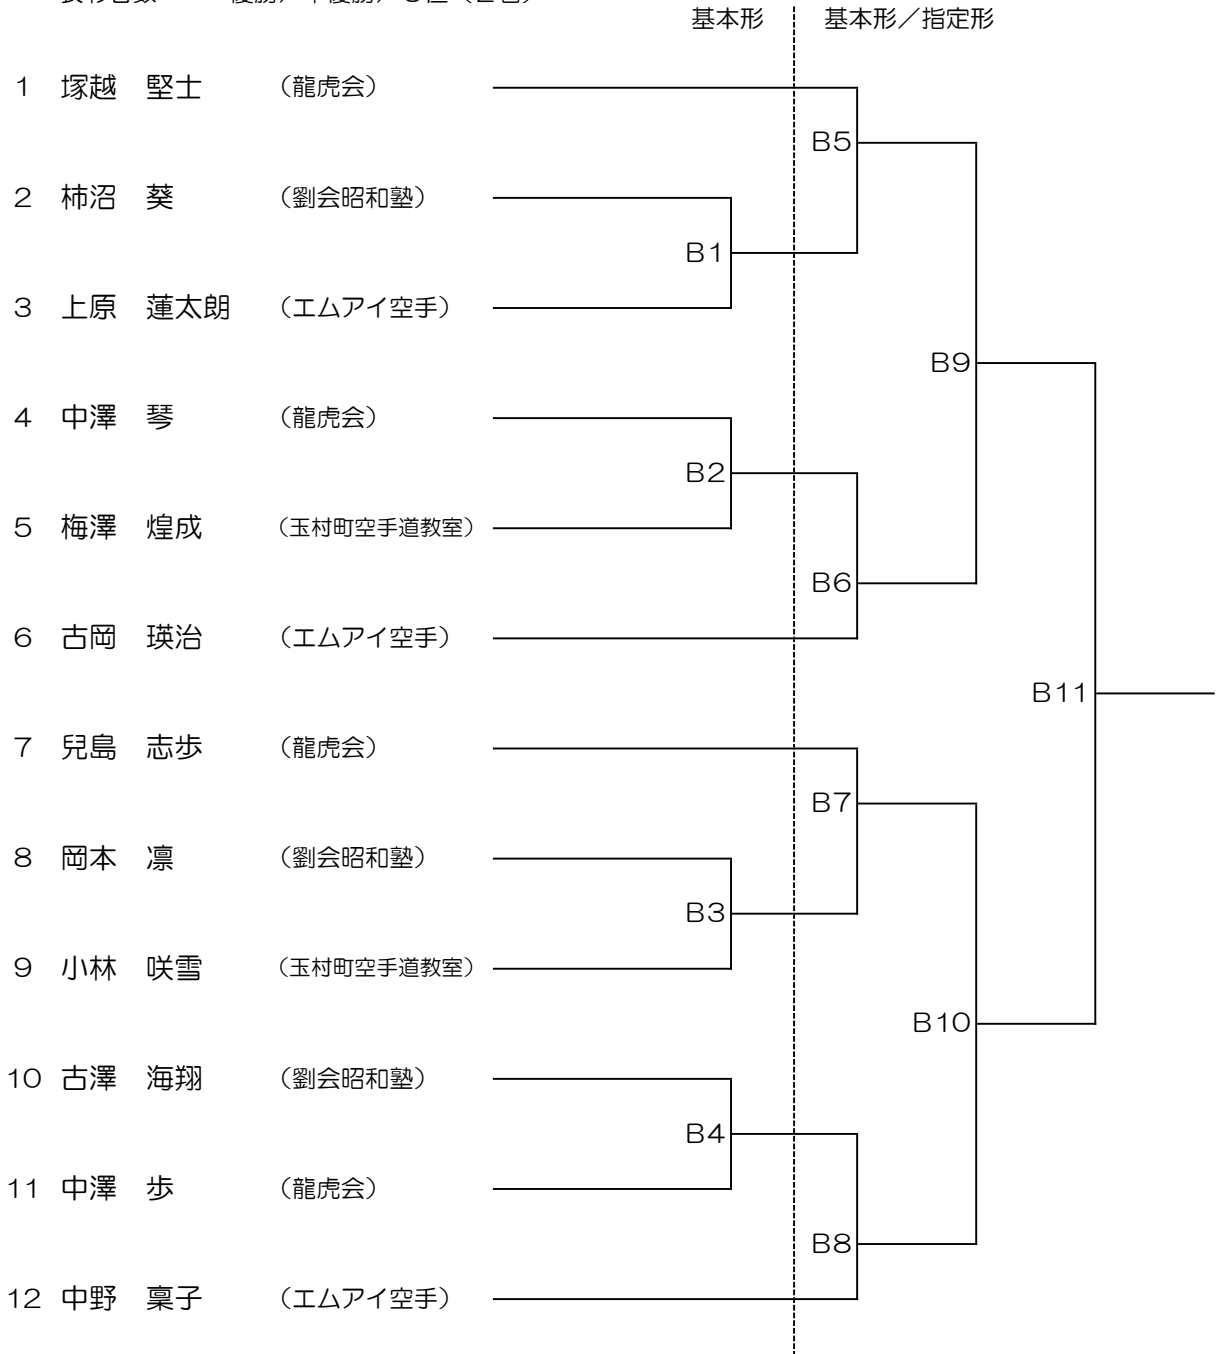 基本形 基本形／指定形
1 塚越 堅士 （龍虎会）
B5
2 柿沼 葵 （劉会昭和塾）
B1
3 上原 蓮太朗 （エムアイ空手）
B9
4 中澤 琴 （龍虎会）
B2
5 梅澤 煌成 （玉村町空手道教室）
B6
6 古岡 瑛治 （エムアイ空手）
B11
7 兒島 志歩 （龍虎会）
B7
8 岡本 凛 （劉会昭和塾）
B3
9 小林 咲雪 （玉村町空手道教室）
B10
10 古澤 海翔 （劉会昭和塾）
B4
11 中澤 歩 （龍虎会）
B8
12 中野 稟子 （エムアイ空手）